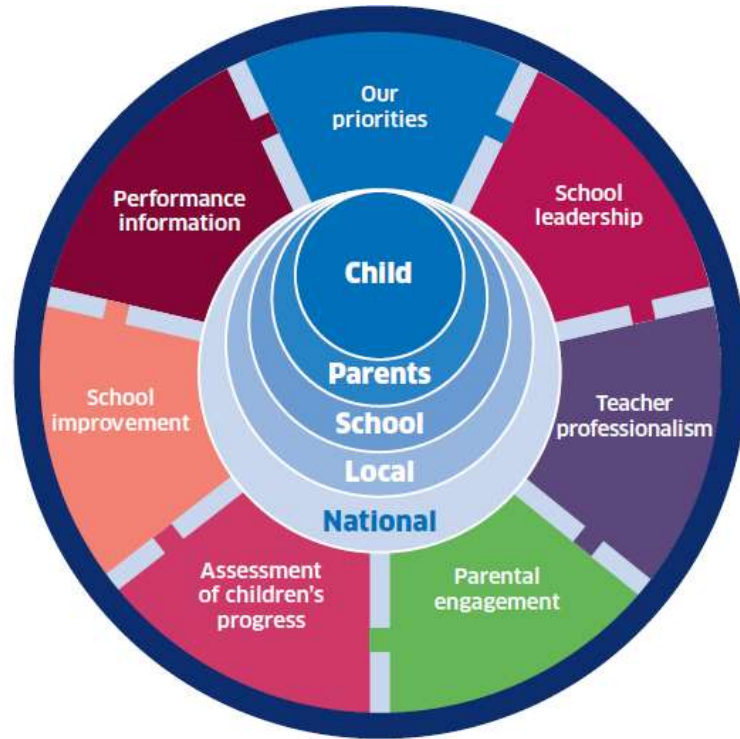 Our
priorities
School
leadership
Teacher
professionalism
Parental
engagement
Assessment
of children's
progress
School
improvement
Performance
information
Child
Parents
School
Local
National